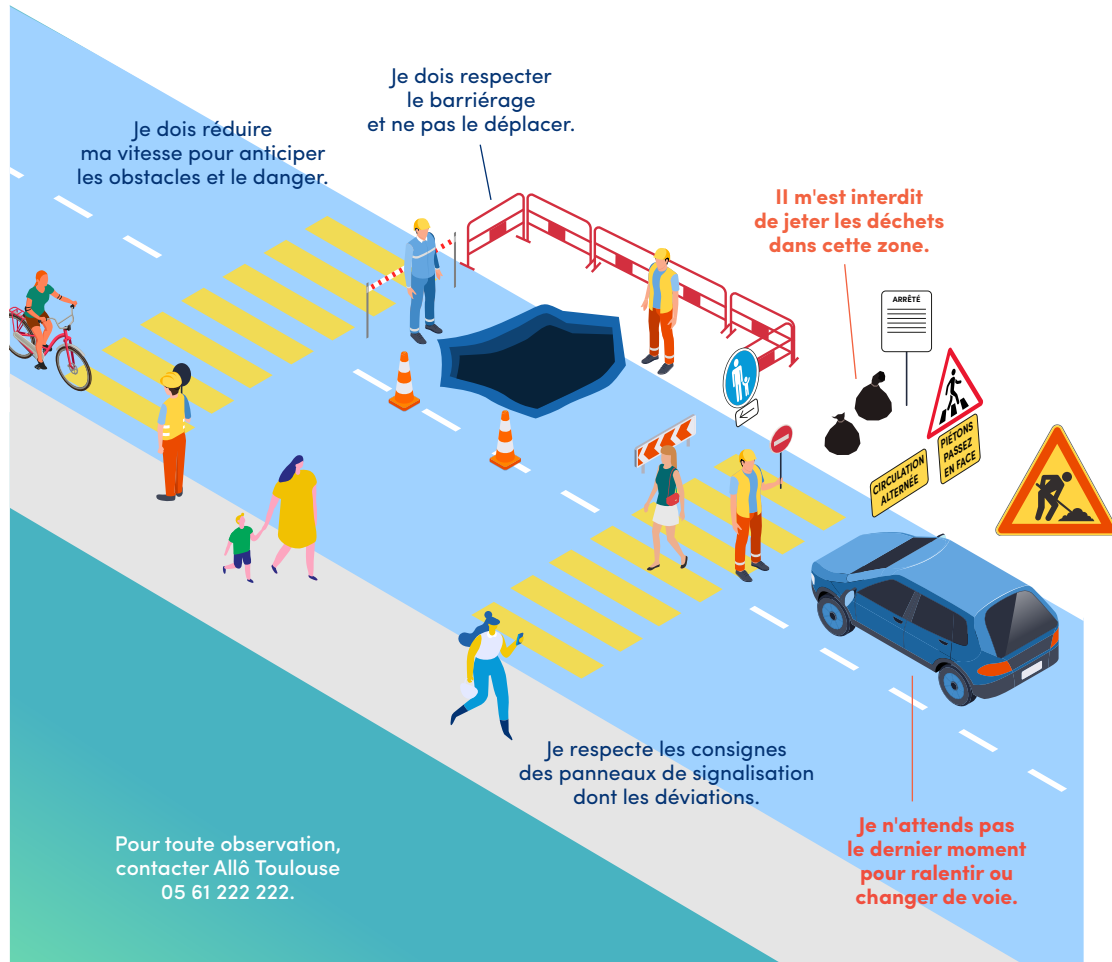 Je dois respecter
le barriérage
et ne pas le déplacer.
Je dois réduire
ma vitesse pour anticiper
les obstacles et le danger.
Il m'est interdit
de jeter les déchets
dans cette zone.
ARRÊTÉ
PIÉTONS
PASSEZ
EN FACE
CIRCULATION
ALTERNÉE
Je respecte les consignes
des panneaux de signalisation
dont les déviations.
Je n'attends pas
le dernier moment
pour ralentir ou
changer de voie.
Pour toute observation,
contacter Allô Toulouse
05 61 222 222.